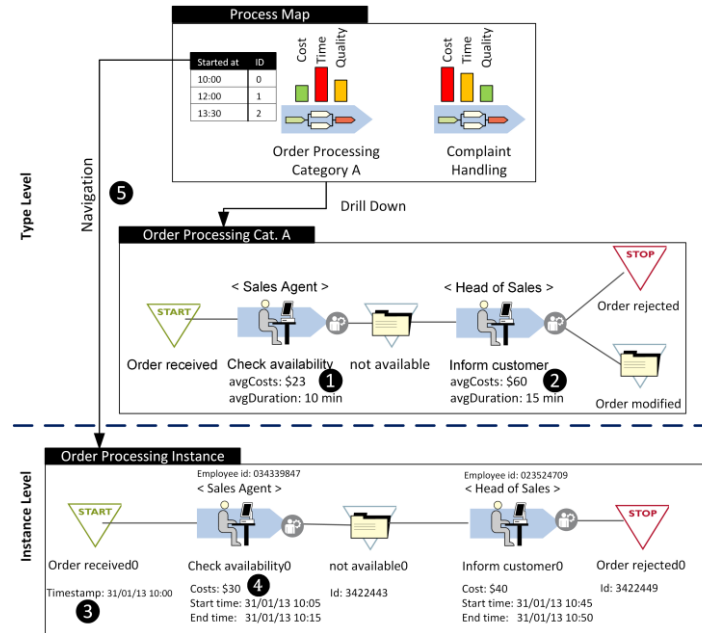 Process Map
Started at ID
10:00 0
12:00 1
13:30 2
Cost
Time
Quality
Cost
Time
Quality
Order Processing
Category A
Complaint
Handling
Type Level
Navigation
5
Drill Down
Order Processing Cat. A
< Sales Agent >
< Head of Sales >
START
STOP
Order rejected
Order received
Check availability
not available
Inform customer
avgCosts: $23
1
avgDuration: 10 min
avgCosts: $60
2
avgDuration: 15 min
Order modified
Instance Level
Order Processing Instance
Employee id: 034339847
< Sales Agent >
Employee id: 023524709
< Head of Sales >
START
STOP
Order received0
Check availability0
not available0
Inform customer0
Order rejected0
Timestamp: 31/01/13 10:00
3
Costs: $30
4
Start time: 31/01/13 10:05
End time: 31/01/13 10:15
Id: 3422443
Cost: $40
Start time: 31/01/13 10:45
End time: 31/01/13 10:50
Id: 3422449